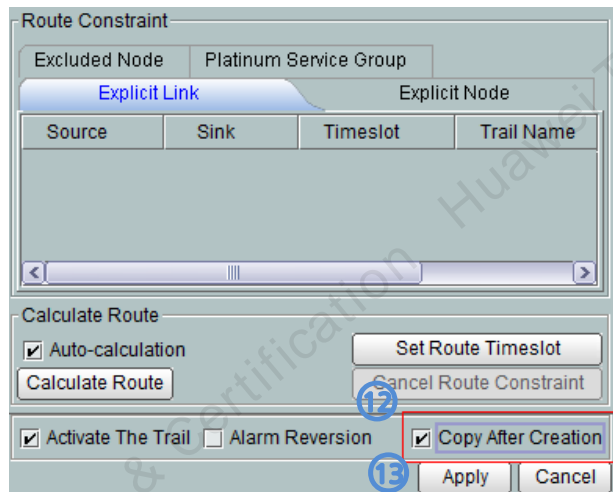 Route Constraint
Excluded Node Platinum Service Group
Explicit Link Explicit Node
Source Sink Timeslot Trail Name
Calculate Route
Auto-calculation Set Route Timeslot
Calculate Route Cancel Route Constraint
12
Activate The Trail Alarm Reversion Copy After Creation
13 Apply Cancel
& Certification Huawei T